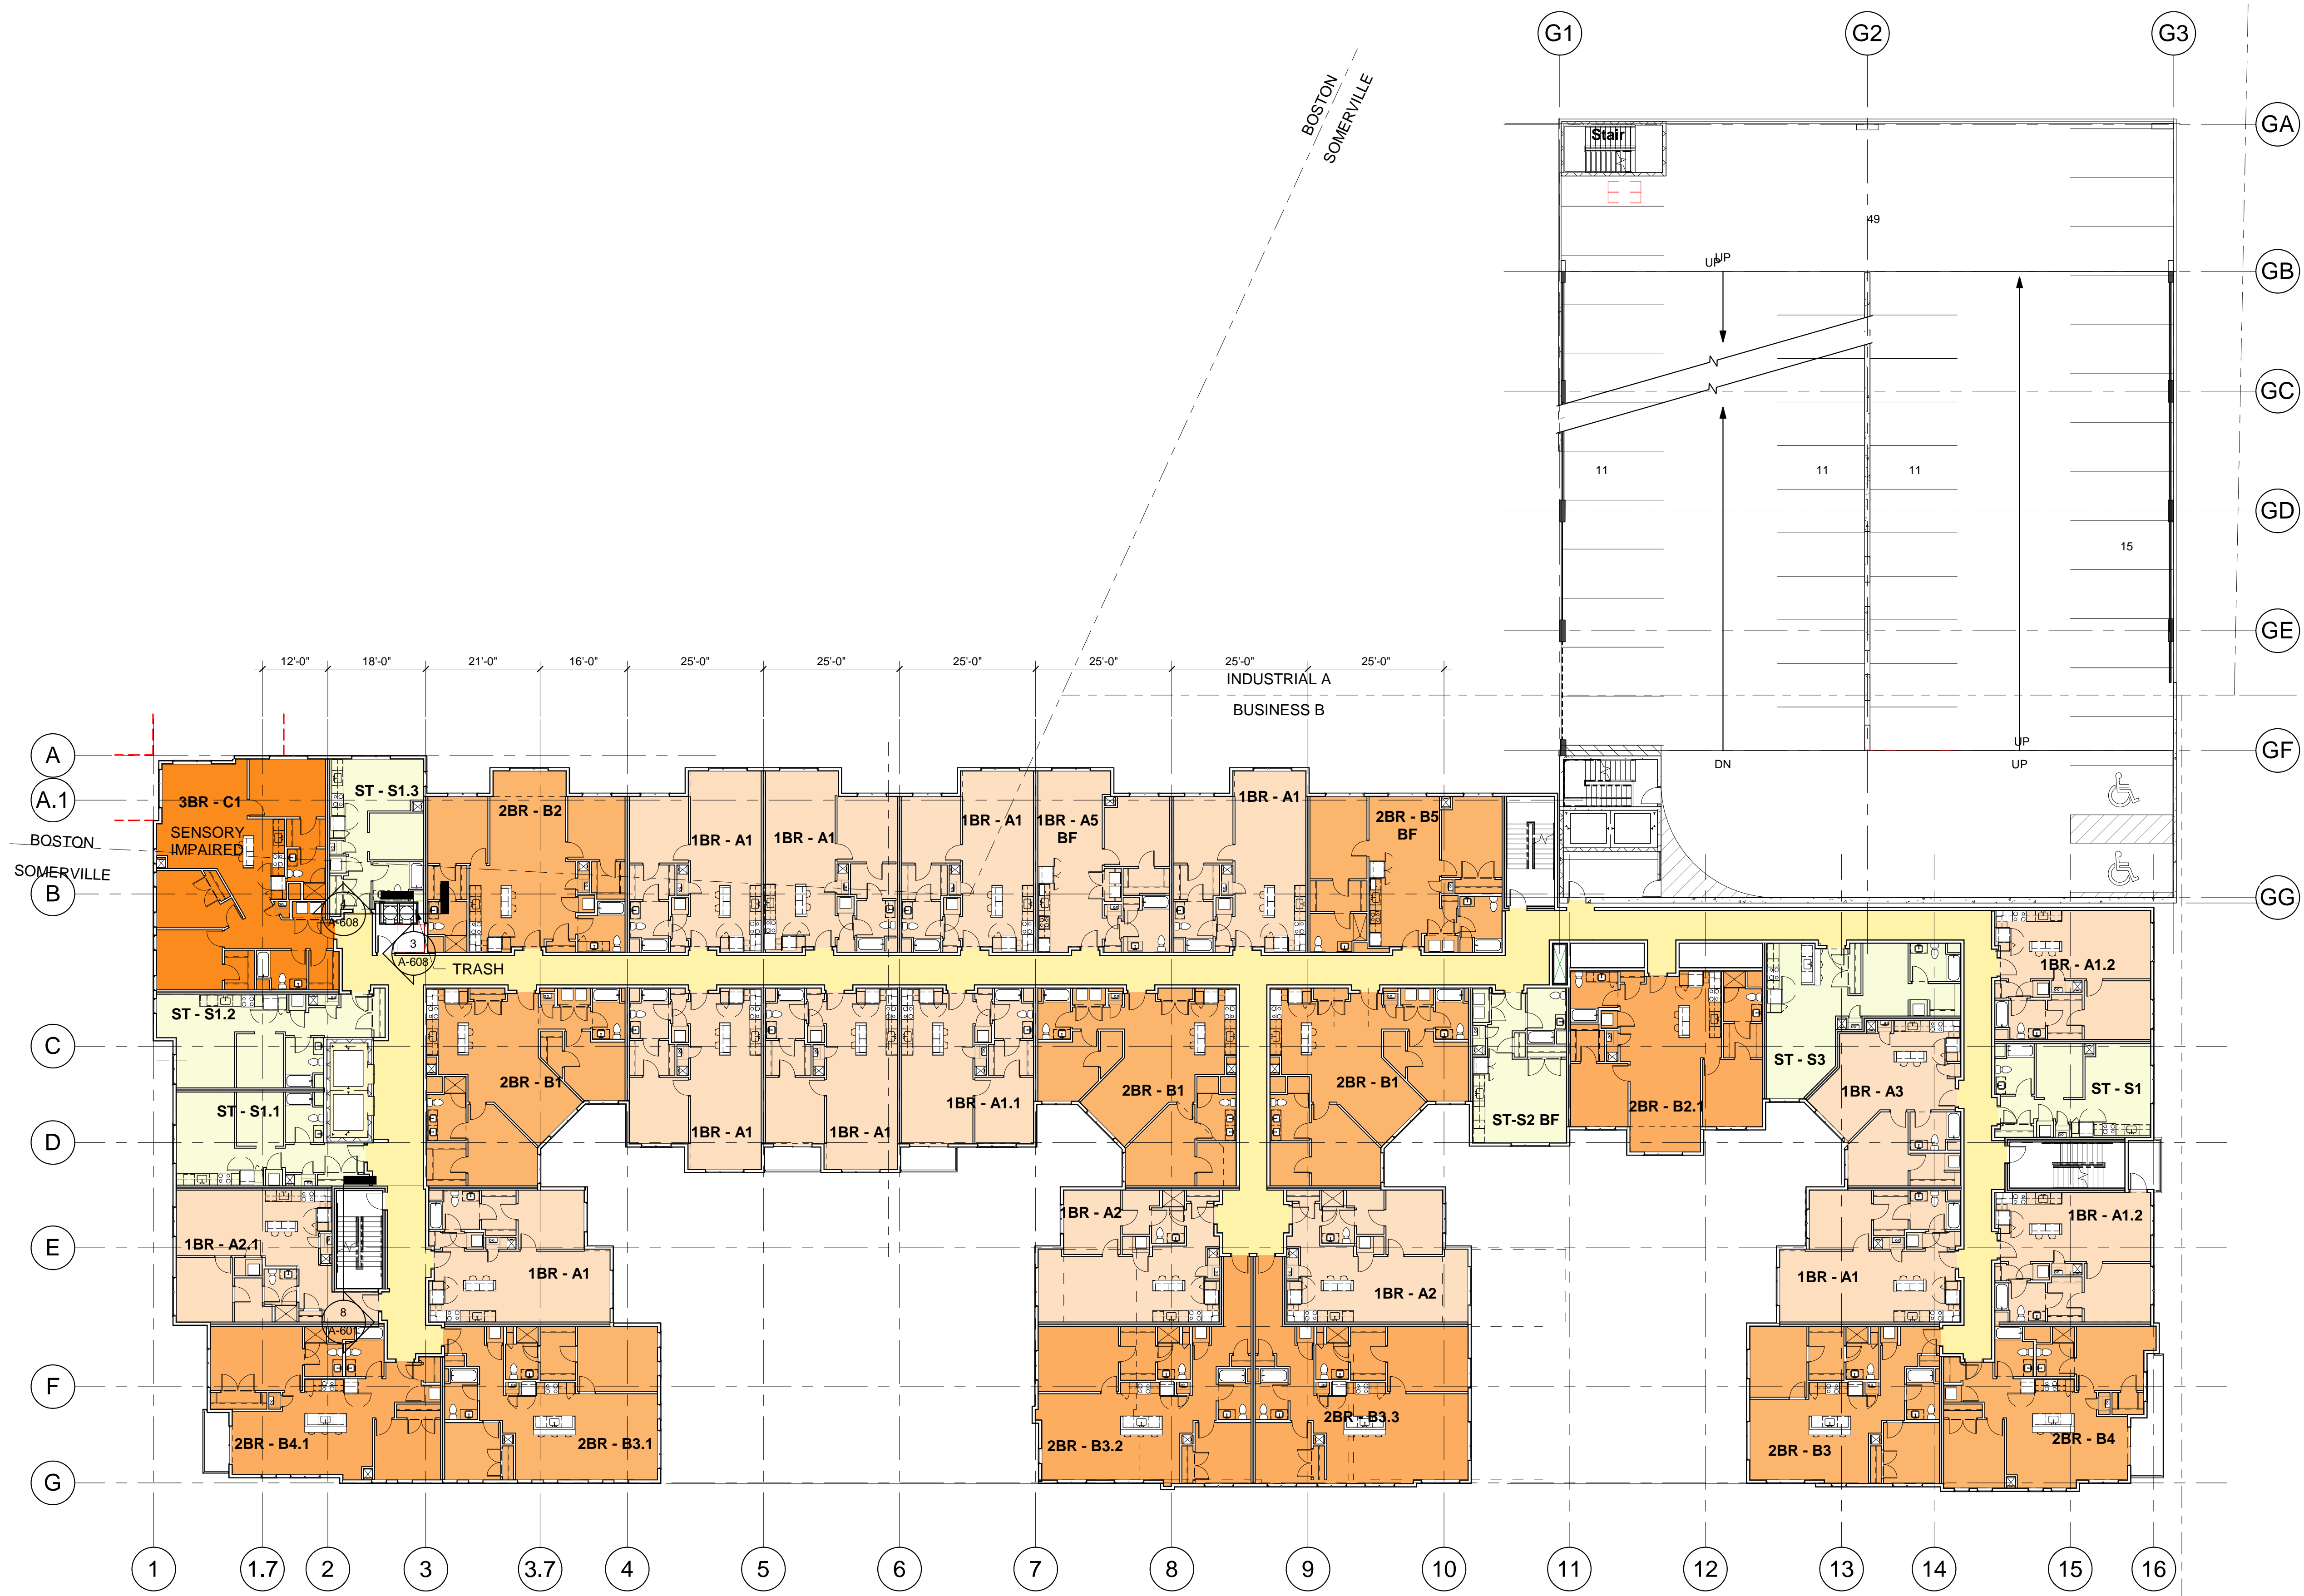 G1
G2
G3
BOSTON
SOMERVILLE
GA
Stair
49
GB
UP
UP
GC
11
11
11
GD
15
GE
12'-0"
18'-0"
21'-0"
16'-0"
25'-0"
25'-0"
25'-0"
25'-0"
25'-0"
25'-0"
INDUSTRIAL A
BUSINESS B
UP
GF
A
DN
UP
3BR - C1
ST - S1.3
A.1
2BR - B2
1BR - A1
1BR - A1
1BR - A1
1BR - A5
BF
1BR - A1
2BR - B5
BF
SENSORY
IMPAIRED
BOSTON
SOMERVILLE
B
GG
A-608
3
A-608
TRASH
1BR - A1.2
ST - S1.2
C
2BR - B1
2BR - B1
2BR - B1
ST - S3
1BR - A3
ST - S1
ST - S1.1
1BR - A1.1
2BR - B2.1
ST-S2 BF
1BR - A1
1BR - A1
D
1BR - A2
1BR - A1.2
1BR - A2.1
E
1BR - A1
1BR - A2
1BR - A1
8
A-601
F
2BR - B4.1
2BR - B3.1
2BR - B3.2
2BR - B3.3
2BR - B3
2BR - B4
G
1
1.7
2
3
3.7
4
5
6
7
8
9
10
11
12
13
14
15
16